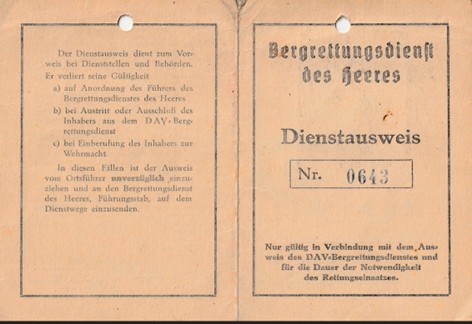 Der Dienstausweis dient zum Vor-
weis bei Dienststellen und Behörden.
Er verliert seine Gültigkeit
a) auf Anordnung des Führers des
Bergrettungsdienstes des Heeres
b) bei Austritt oder Ausschluß des
Inhabers aus dem DAV-Berg-
rettungsdienst
c) bei Einberufung des Inhabers zur
Wehrmacht.
In diesen Fällen ist der Ausweis
vom Ortsführer unverzüglich einzu-
ziehen und an den Bergrettungsdienst
des Heeres, Führungsstab, auf dem
Dienstwege einzusenden.
Bergrettungsdienst
des Heeres
Dienstausweis
Nr. 0643
Nur gültig in Verbindung mit dem Aus-
weis des DAV-Bergrettungsdienstes und
für die Dauer der Notwendigkeit
des Rettungseinsatzes.